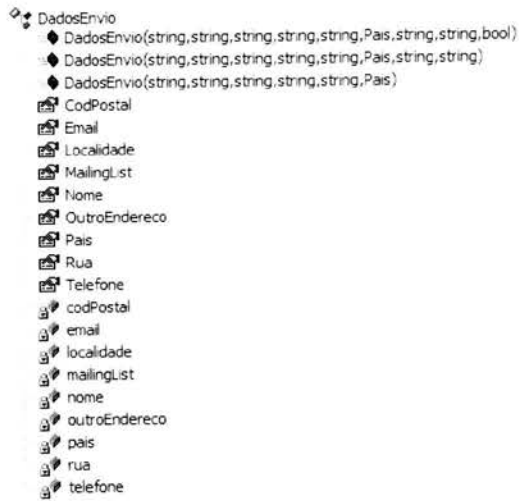 DadosEnvio
DadosEnvio(string,string,string,string,string,Pais,string,string,bool)
DadosEnvio(string,string,string,string,string,Pais,string,string)
DadosEnvio(string,string,string,string,string,Pais)
CodPostal
Email
Localidade
MailingList
Nome
OutroEndereco
Pais
Rua
Telefone
codPostal
email
localidade
mailingList
nome
outroEndereco
pais
rua
telefone